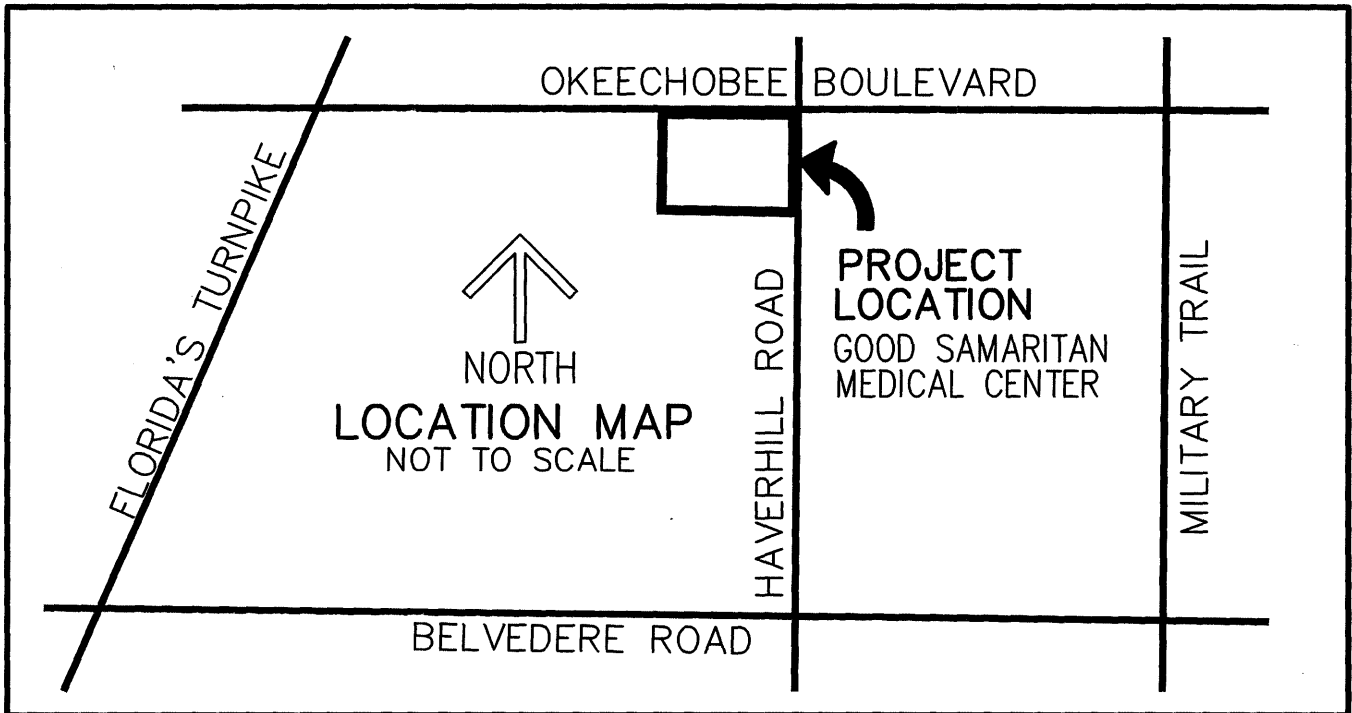 OKEECHOBEE BOULEVARD
FLORIDA'S TURNPIKE
NORTH
LOCATION MAP
NOT TO SCALE
HAVERHILL ROAD
PROJECT
LOCATION
GOOD SAMARITAN
MEDICAL CENTER
MILITARY TRAIL
BELVEDERE ROAD